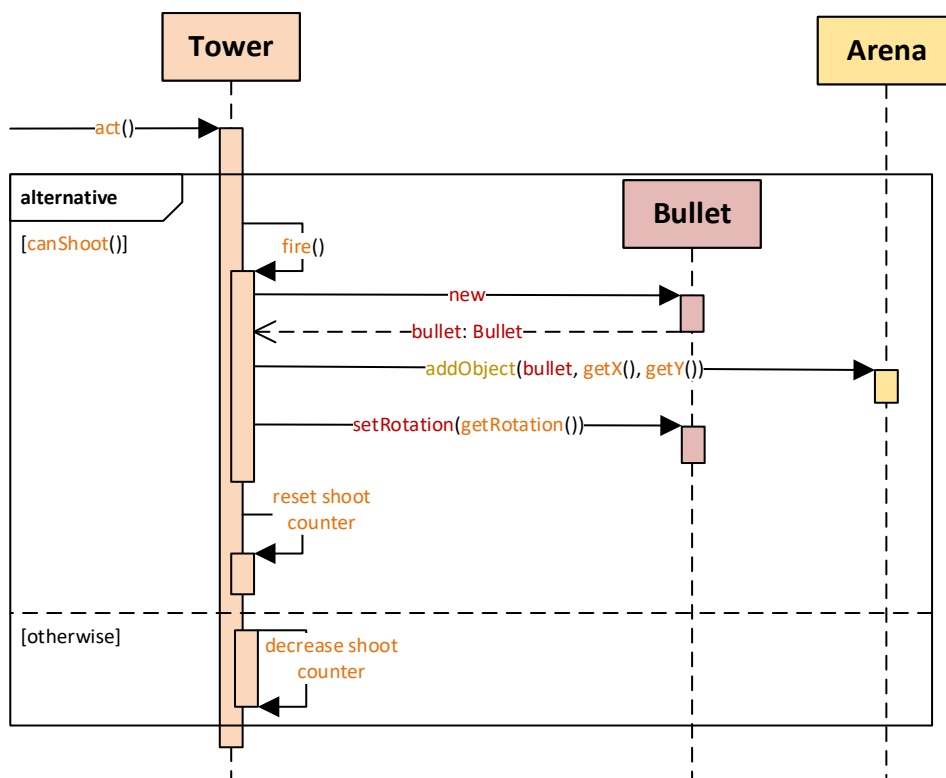 Tower
Arena
act()
alternative
Bullet
[canShoot()]
fire()
new
bullet: Bullet
addObject(bullet, getX(), getY())
setRotation(getRotation())
reset shoot
counter
[otherwise]
decrease shoot
counter